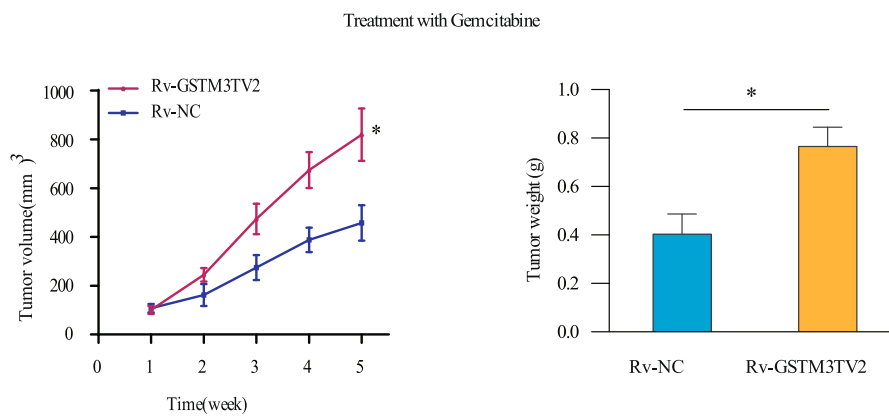 Treatment with Gemcitabine
Rv-GSTM3TV2
Rv-NC
1000
800
600
400
200
0
Tumor volume(mm )3
*
0 1 2 3 4 5
Time(week)
1.0
0.8
0.6
0.4
0.2
0.0
Tumor weight (g)
*
Rv-NC Rv-GSTM3TV2